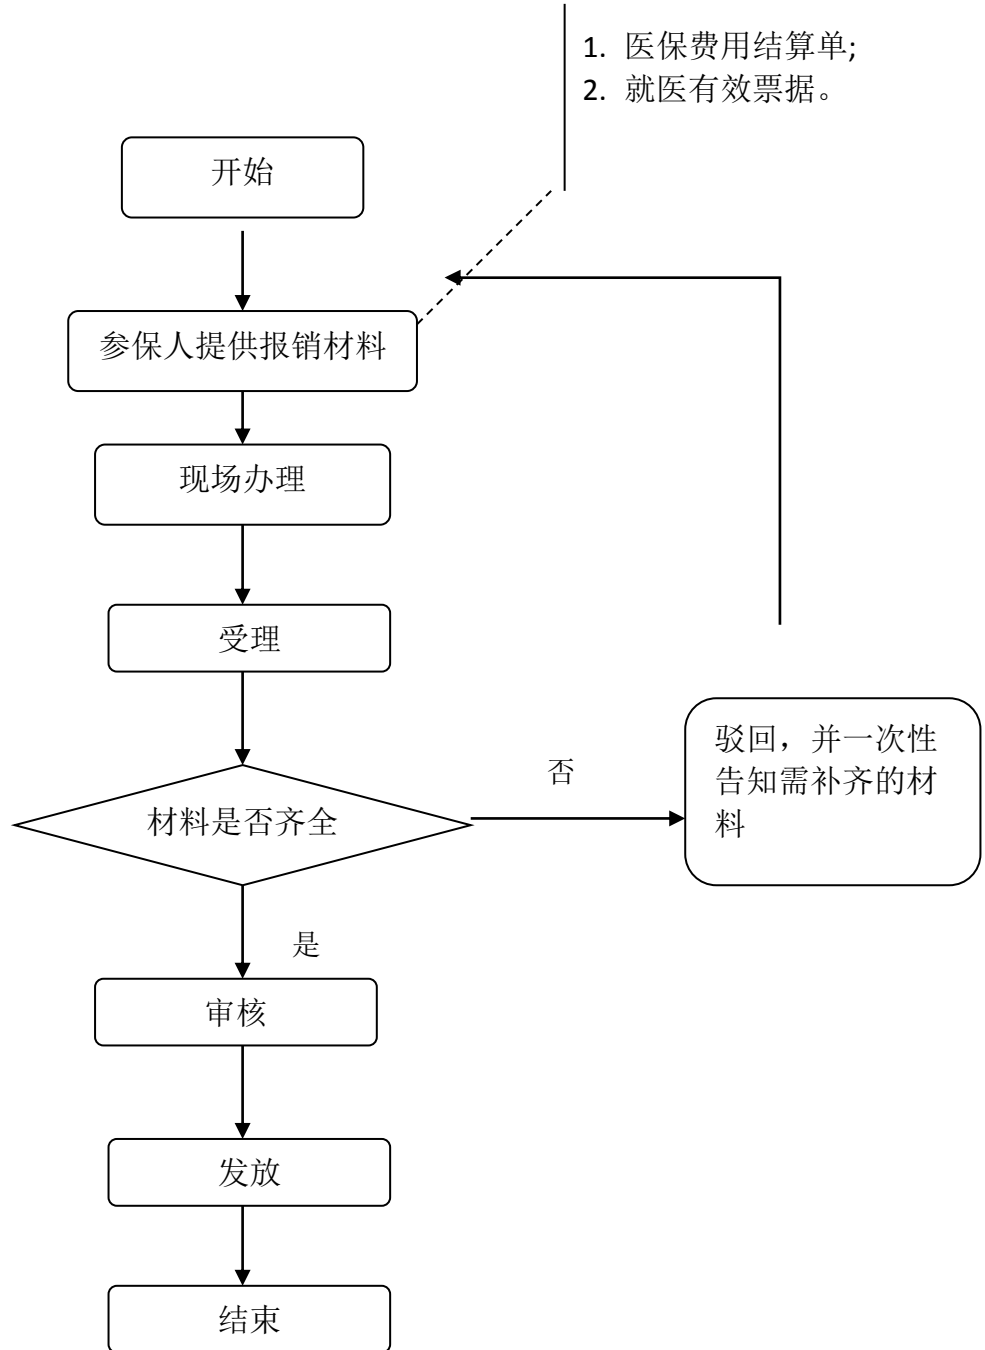 1. 医保费用结算单;
2. 就医有效票据。
开始
参保人提供报销材料
现场办理
受理
材料是否齐全
否
驳回，并一次性
告知需补齐的材
料
是
审核
发放
结束